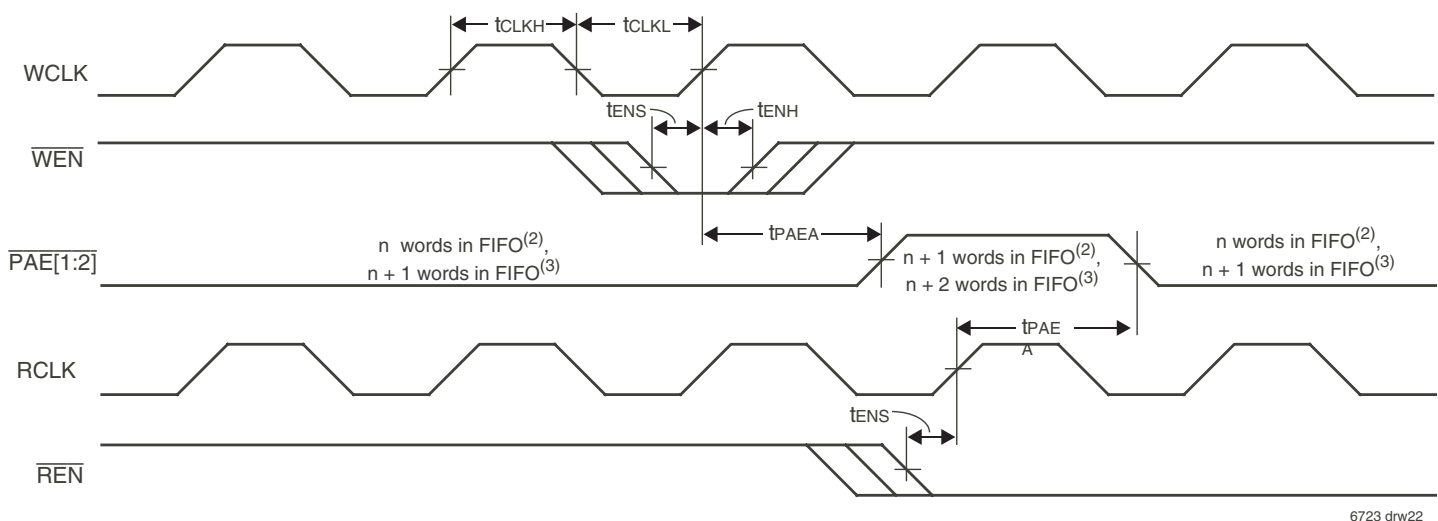 tCLKH
tCLKL
WCLK
tENS
tENH
WEN
tPAEA
PAE[1:2]
n words in FIFO(2),
n + 1 words in FIFO(3)
n + 1 words in FIFO(2),
n + 2 words in FIFO(3)
n words in FIFO(2),
n + 1 words in FIFO(3)
tPAE
A
RCLK
tENS
REN
6723 drw22